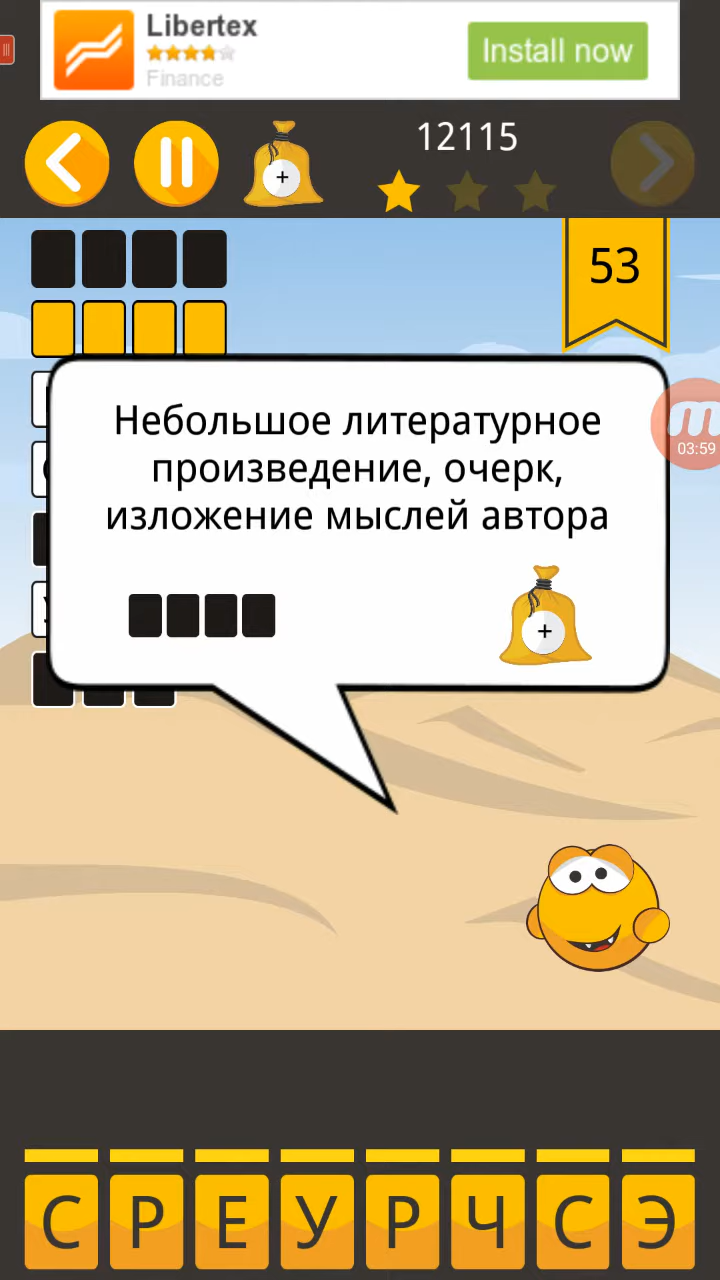 Libertex
Finance
Install now
12115
53
Небольшое литературное
произведение, очерк,
изложение мыслей автора
03:59
С Р Е У Р Ч С Э